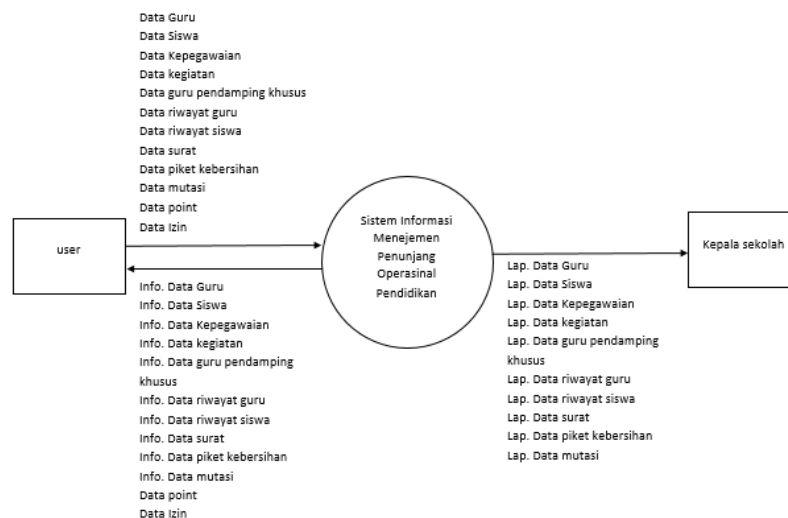 Data Guru
Data Siswa
Data Kepegawaian
Data kegiatan
Data guru pendamping khusus
Data riwayat guru
Data riwayat siswa
Data surat
Data piket kebersihan
Data mutasi
Data point
Data Izin
user
Sistem Informasi
Menejemen
Penunjang
Operasinal
Pendidikan
Kepala sekolah
Info. Data Guru
Info. Data Siswa
Info. Data Kepegawaian
Info. Data kegiatan
Info. Data guru pendamping
khusus
Info. Data riwayat guru
Info. Data riwayat siswa
Info. Data surat
Info. Data piket kebersihan
Info. Data mutasi
Data point
Data Izin
Lap. Data Guru
Lap. Data Siswa
Lap. Data Kepegawaian
Lap. Data kegiatan
Lap. Data guru pendamping
khusus
Lap. Data riwayat guru
Lap. Data riwayat siswa
Lap. Data surat
Lap. Data piket kebersihan
Lap. Data mutasi